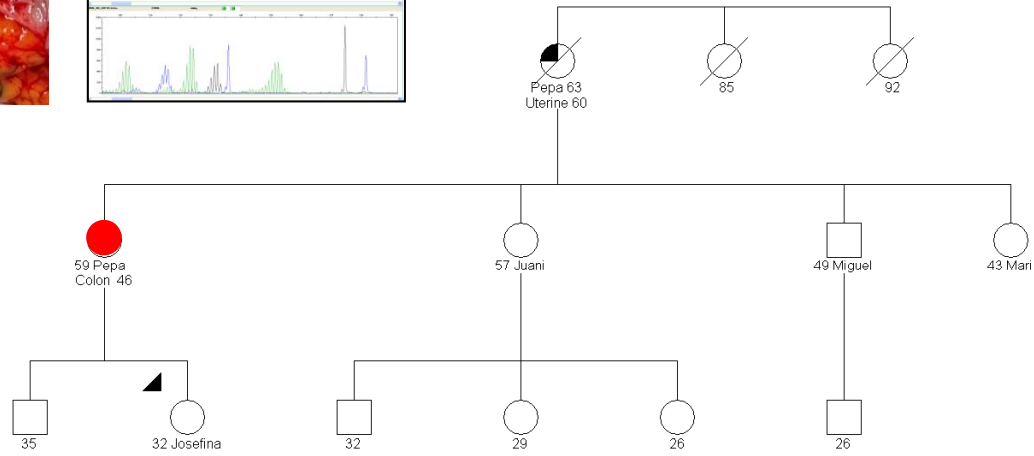 Pepa 63
Uterine 60
85
92
59 Pepa
Colon 46
57 Juani
49 Miguel
43 Mari
35
32 Josefina
32
29
26
26